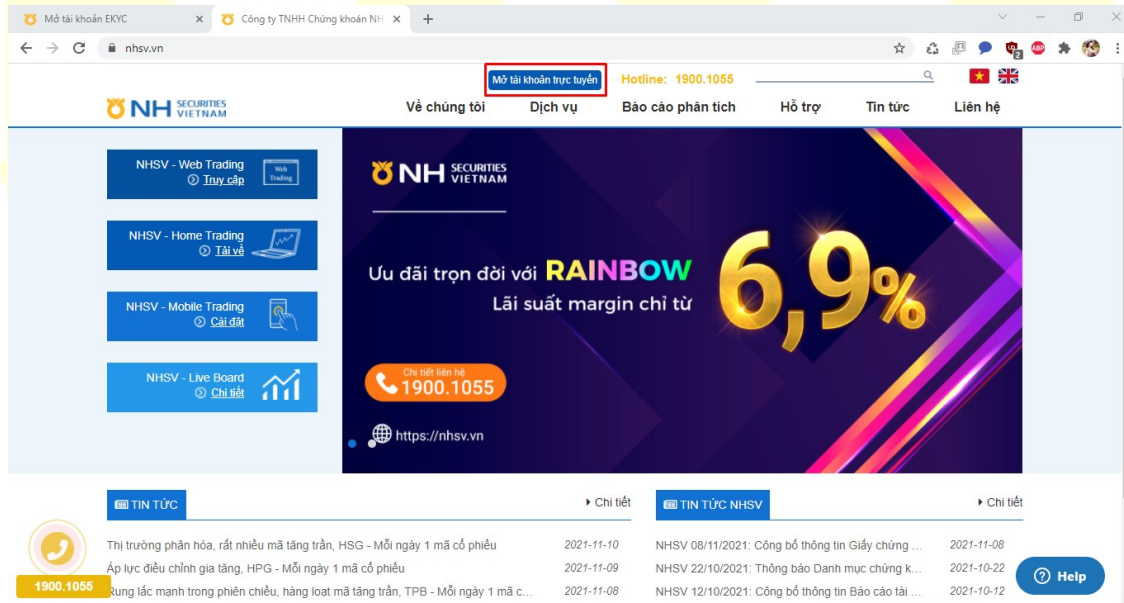 Mở tài khoản EKYC
Công ty TNHH Chứng khoán NH
nhsv.vn
Mở tài khoản trực tuyến
Hotline: 1900.1055
NH SECURITIES VIETNAM
Về chúng tôi
Dịch vụ
Báo cáo phân tích
Hỗ trợ
Tin tức
Liên hệ
NHSV - Web Trading
Web Trading
Truy cập
NHSV - Home Trading
Tải về
NHSV - Mobile Trading
Cài đặt
NHSV - Live Board
Chi tiết
NH SECURITIES VIETNAM
Ưu đãi trọn đời với RAINBOW
Lãi suất margin chỉ từ
6,9%
Chi tiết liên hệ
1900.1055
https://nhsv.vn
TIN TỨC
Chi tiết
Thị trường phân hóa, rất nhiều mã tăng trần, HSG - Mỗi ngày 1 mã cổ phiếu 2021-11-10
Áp lực điều chỉnh gia tăng, HPG - Mỗi ngày 1 mã cổ phiếu 2021-11-09
Rung lắc mạnh trong phiên chiều, hàng loạt mã tăng trần, TPB - Mỗi ngày 1 mã c... 2021-11-08
TIN TỨC NHSV
Chi tiết
NHSV 08/11/2021: Công bố thông tin Giấy chứng ... 2021-11-08
NHSV 22/10/2021: Thông báo Danh mục chứng k... 2021-10-22
NHSV 12/10/2021: Công bố thông tin Báo cáo tài ... 2021-10-12
1900.1055
Help